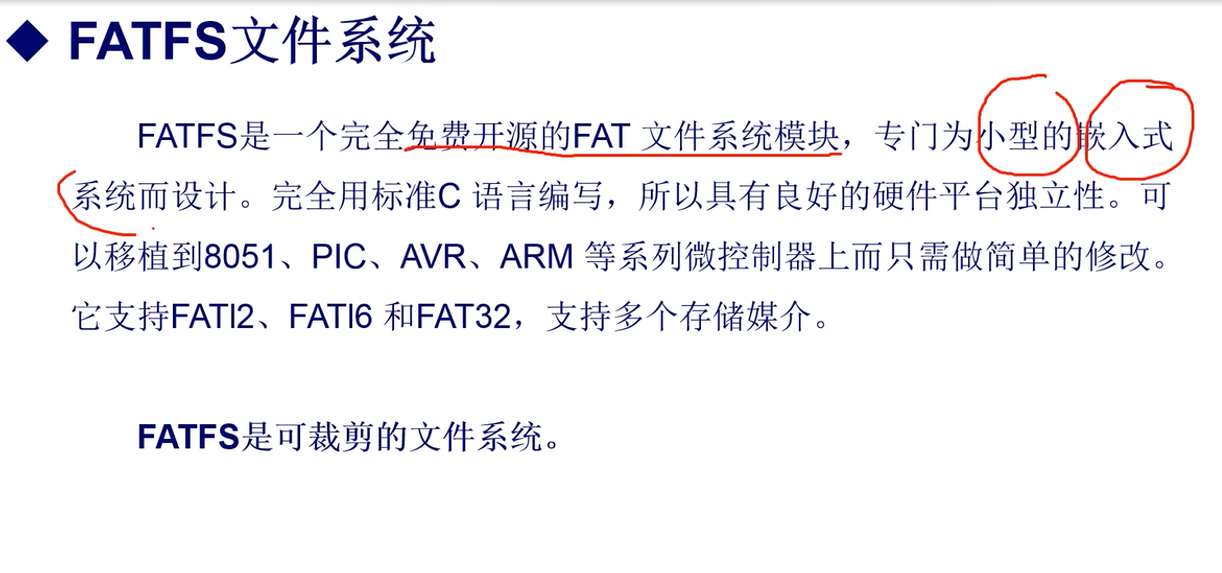 ◆ FATFS文件系统
FATFS是一个完全免费开源的FAT 文件系统模块，专门为小型的嵌入式
系统而设计。完全用标准C 语言编写，所以具有良好的硬件平台独立性。可
以移植到8051、PIC、AVR、ARM 等系列微控制器上而只需做简单的修改。
它支持FATl2、FATl6 和FAT32，支持多个存储媒介。
FATFS是可裁剪的文件系统。